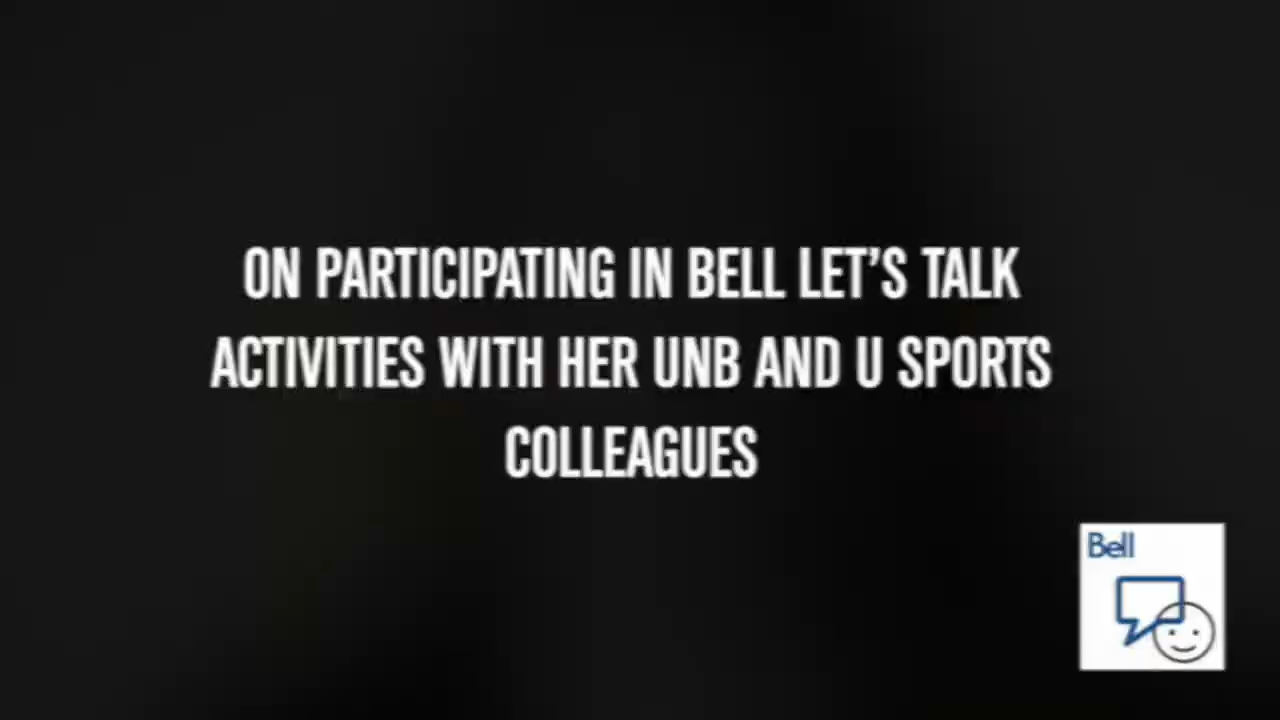 ON PARTICIPATING IN BELL LET’S TALK
ACTIVITIES WITH HER UNB AND U SPORTS
COLLEAGUES
Bell